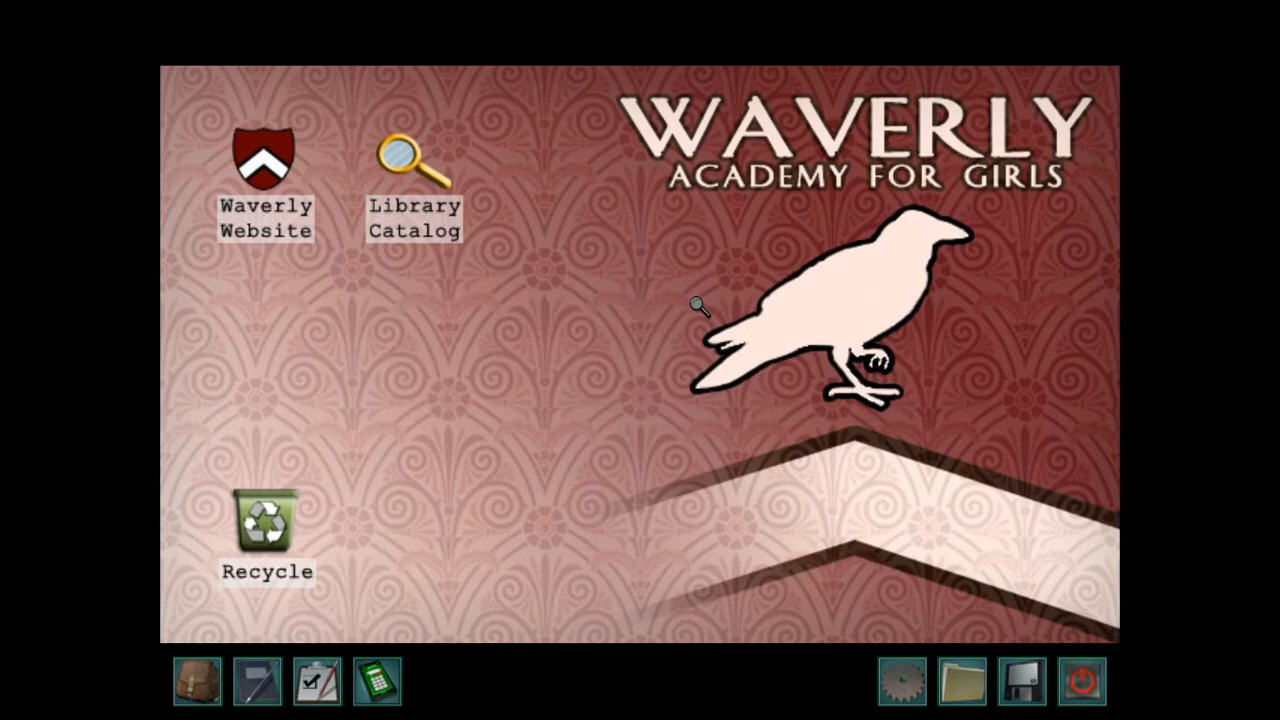 WAVERLY
ACADEMY FOR GIRLS
Waverly
Website
Library
Catalog
Recycle